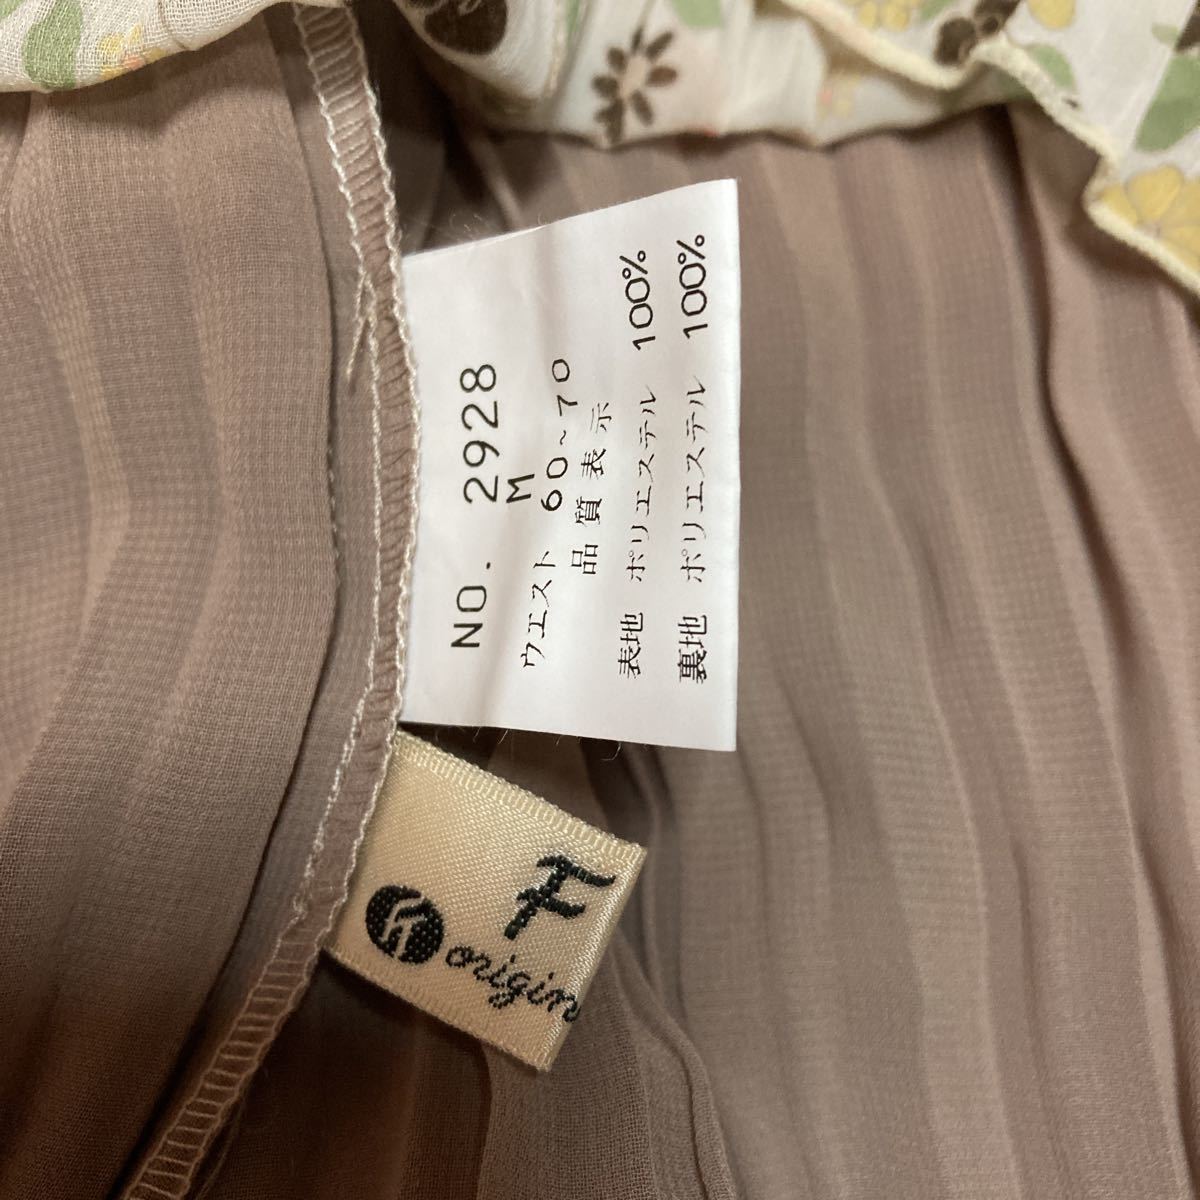 NO. 2928
M
ウエスト 60~70
品質表示
表地 ポリエステル 100%
裏地 ポリエステル 100%
F
origin